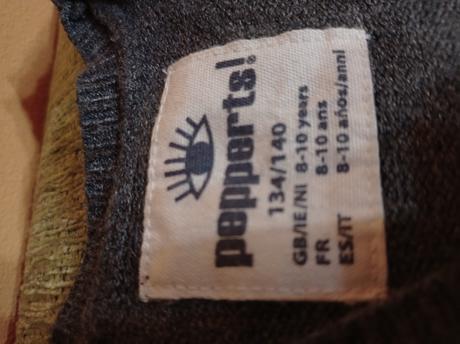 pepperts!®
134/140
GB/IE/NI 8-10 years
FR 8-10 ans
ES/IT 8-10 años/anni